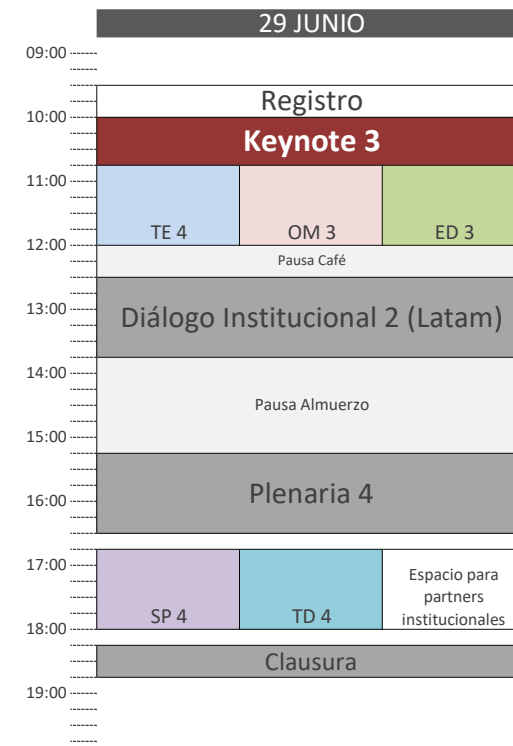 29 JUNIO
09:00
Registro
10:00
Keynote 3
11:00
TE 4 OM 3 ED 3
12:00
Pausa Café
13:00
Diálogo Institucional 2 (Latam)
14:00
Pausa Almuerzo
15:00
Plenaria 4
16:00
17:00
Espacio para
partners
institucionales
SP 4 TD 4
18:00
Clausura
19:00